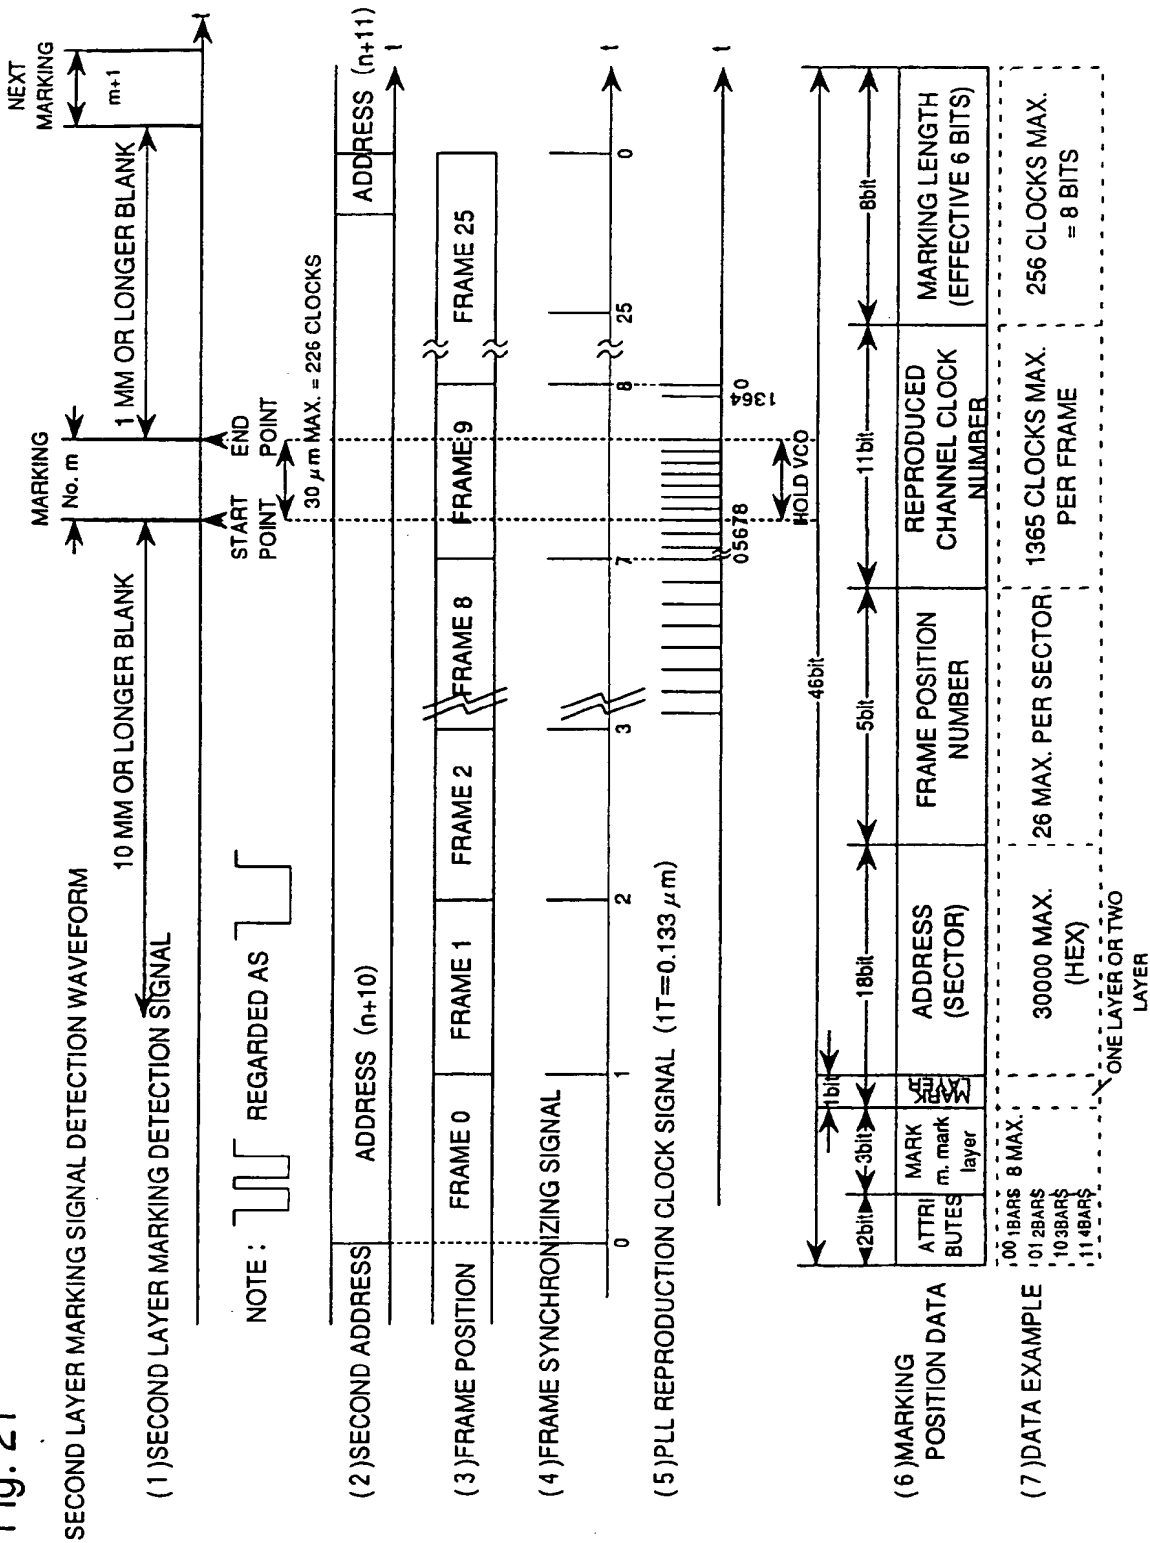 Fig. 21
SECOND LAYER MARKING SIGNAL DETECTION WAVEFORM
MARKING
No. m
NEXT
MARKING
m+1
10 MM OR LONGER BLANK
1 MM OR LONGER BLANK
(1)SECOND LAYER MARKING DETECTION SIGNAL
t
START
POINT
END
POINT
NOTE :
REGARDED AS
30 μm MAX. = 226 CLOCKS
(2)SECOND ADDRESS
ADDRESS (n+10)
ADDRESS (n+11)
t
(3)FRAME POSITION
FRAME 0
FRAME 1
FRAME 2
FRAME 8
FRAME 9
FRAME 25
(4)FRAME SYNCHRONIZING SIGNAL
t
0
1
2
3
7
8
25
0
(5)PLL REPRODUCTION CLOCK SIGNAL (1T==0.133 μm)
t
05678
1364
0
HOLD VCO
46bit
2bit
3bit
1bit
18bit
5bit
11bit
8bit
(6)MARKING
POSITION DATA
ATTRI
BUTES
MARK
m. mark
layer
MARK
LAYER
ADDRESS
(SECTOR)
FRAME POSITION
NUMBER
REPRODUCED
CHANNEL CLOCK
NUMBER
MARKING LENGTH
(EFFECTIVE 6 BITS)
(7)DATA EXAMPLE
00 1BARS
01 2BARS
10 3BARS
11 4BARS
8 MAX.
30000 MAX.
(HEX)
26 MAX. PER SECTOR
1365 CLOCKS MAX.
PER FRAME
256 CLOCKS MAX.
= 8 BITS
ONE LAYER OR TWO
LAYER